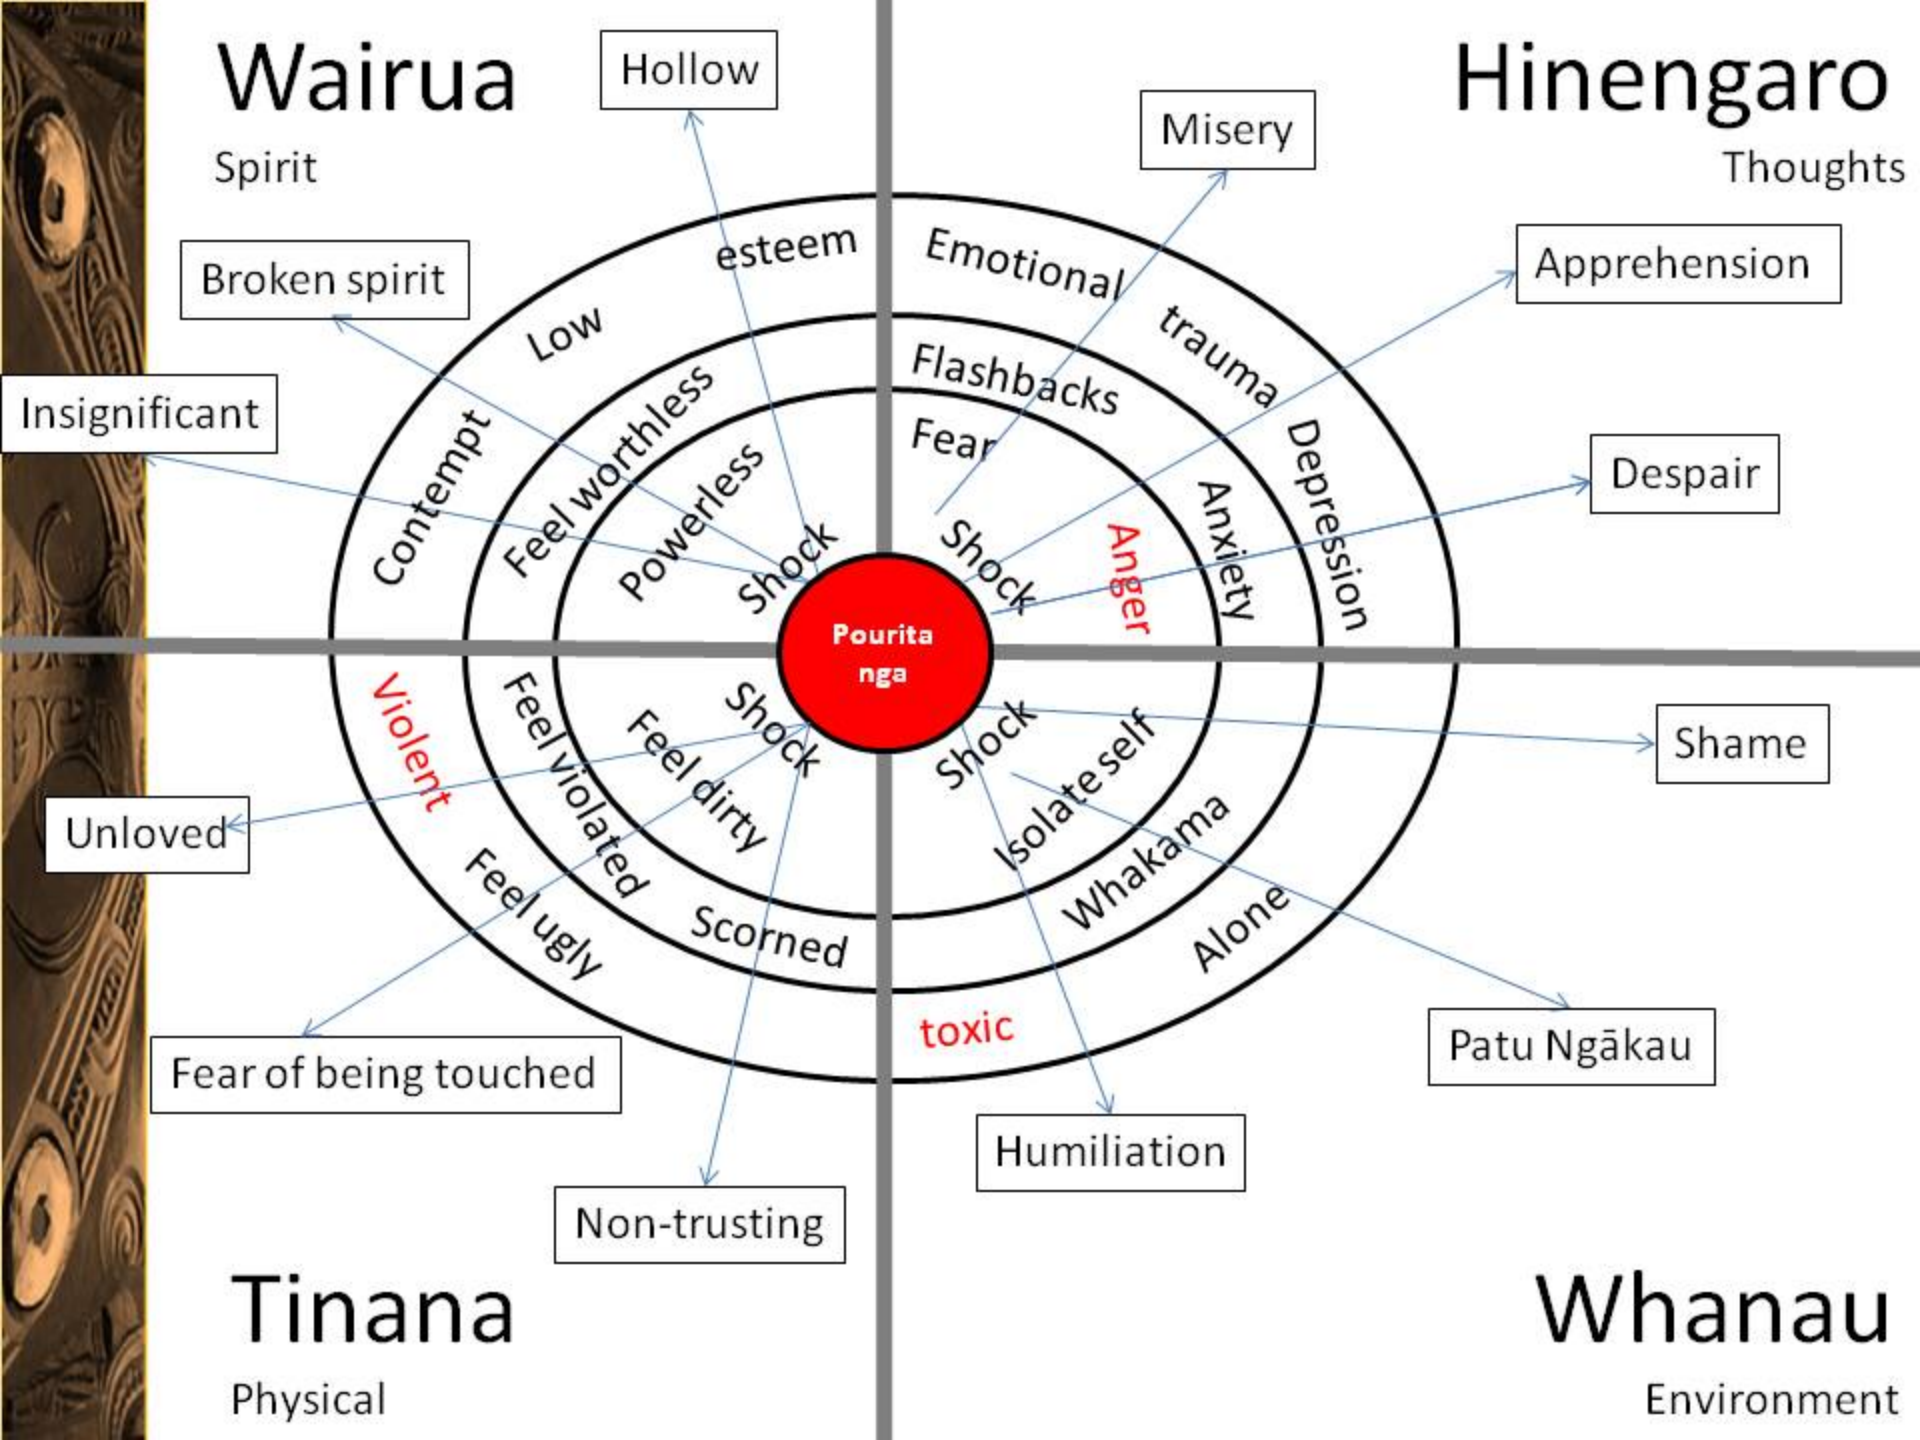 Wairua
Spirit
Hollow
Broken spirit
Insignificant
Low esteem
Contempt
Feel worthless
Powerless
Shock
Hinengaro
Thoughts
Misery
Apprehension
Despair
Emotional trauma
Depression
Flashbacks
Anxiety
Fear
Anger
Shock
Pourita
nga
Tinana
Physical
Shock
Feel dirty
Feel violated
Scorned
Violent
Feel ugly
Unloved
Fear of being touched
Non-trusting
Whanau
Environment
Shock
Isolate self
Whakama
Alone
toxic
Shame
Patu Ngākau
Humiliation